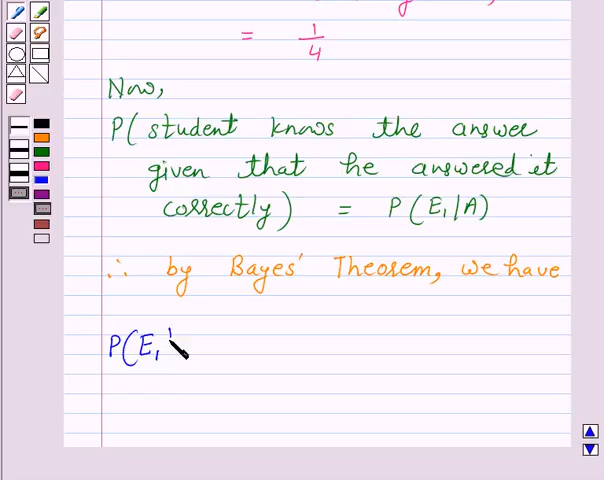 = 1/4
Now,
P( student knows the answer
given that he answered it
correctly) = P(E₁|A)
∴ by Bayes' Theorem, we have
P(E₁